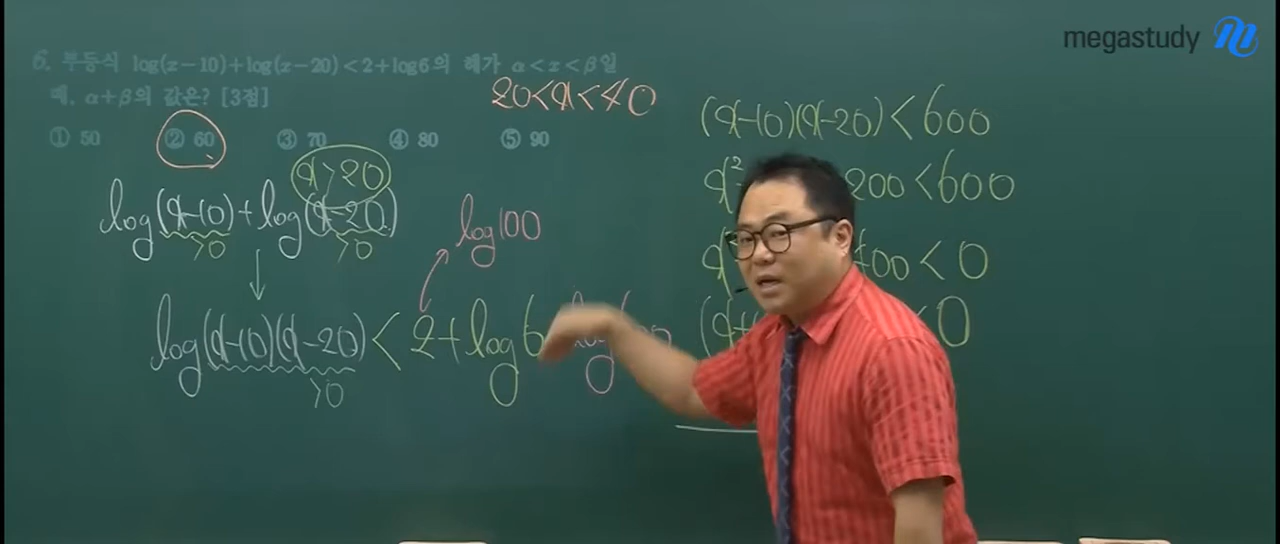 megastudy
6. 부등식 log(x-10)+log(x-20)<2+log6의 해가 α<x<β일
때, α+β의 값은? [3점]
① 50 ② 60 ③ 70 ④ 80 ⑤ 90
20<x<40
x>20
log(x-10)+log(x-20)
>0 >0
log100
log(x-10)(x-20)<2+log6
>0
(x-10)(x-20)<600
x² 200<600
x² 400<0
(x+ <0